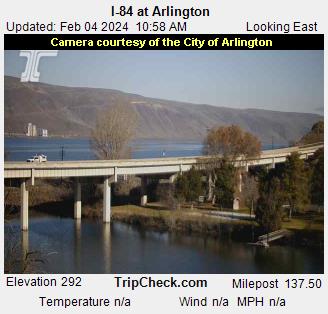 I-84 at Arlington
Updated: Feb 04 2024 10:58 AM Looking East
Camera courtesy of the City of Arlington
Elevation 292 TripCheck.com Milepost 137.50
Temperature n/a Wind n/a MPH n/a